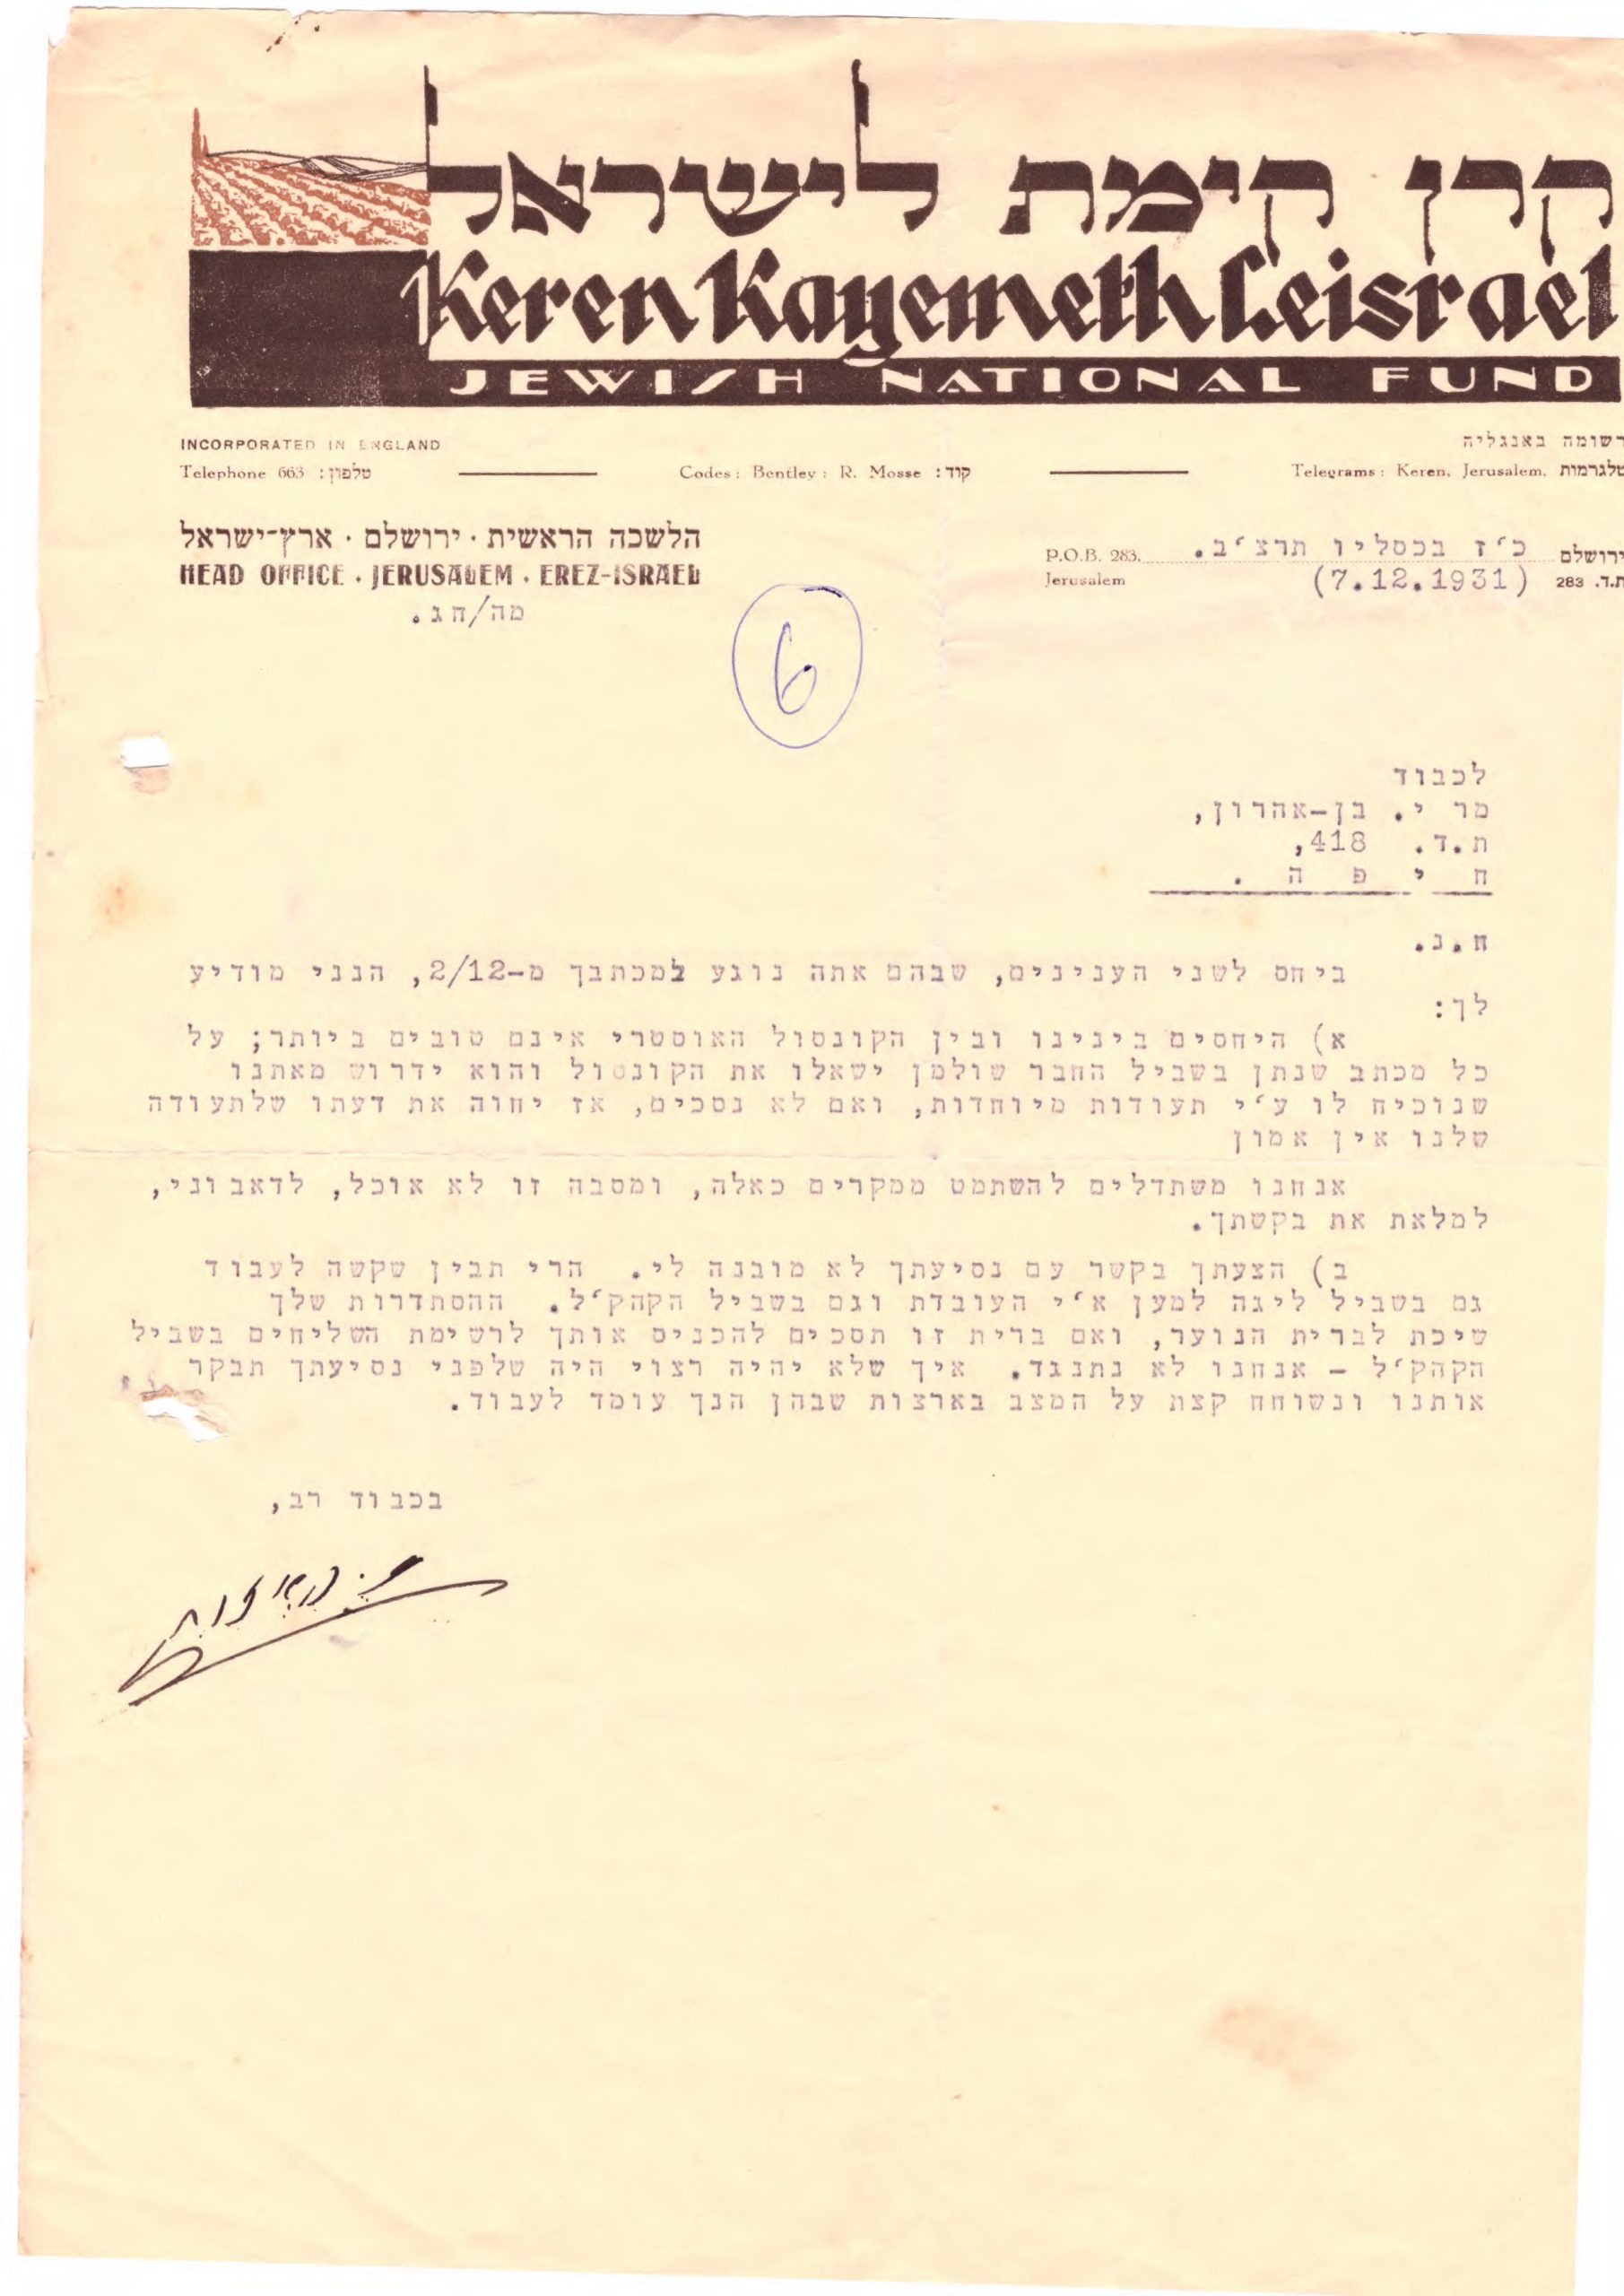 קרן קימת לישראל
Keren Kayemeth Leisrael
JEWISH NATIONAL FUND
INCORPORATED IN ENGLAND רשומה באנגליה
Telephone 663 טלפון: Codes: Bentley: R. Mosse קוד: Telegrams: Keren, Jerusalem. טלגרמות
הלשכה הראשית · ירושלם · ארץ-ישראל
HEAD OFFICE · JERUSALEM · EREZ-ISRAEL
מה/חג.
P.O.B. 283. כ'ז בכסליו תרצ'ב. ירושלם
Jerusalem (7.12.1931) ת.ד. 283
6
לכבוד
מר י. בן-אהרון,
ת.ד. 418,
ח י פ ה .
ח.נ.
ביחס לשני הענינים, שבהם אתה נוגע במכתבך מ-2/12, הנני מודיע
לך:
א) היחסים בינינו ובין הקונסול האוסטרי אינם טובים ביותר; על
כל מכתב שנתן בשביל החבר שולמן ישאלו את הקונסול והוא ידרוש מאתנו
שנוכיח לו ע'י תעודות מיוחדות, ואם לא נסכים, אז יחוה את דעתו שלתעודה
שלנו אין אמון
אנחנו משתדלים להשתמט ממקרים כאלה, ומסבה זו לא אוכל, לדאבוני,
למלאת את בקשתך.
ב) הצעתך בקשר עם נסיעתך לא מובנה לי. הרי תבין שקשה לעבוד
גם בשביל ליגה למען א'י העובדת וגם בשביל הקהק'ל. ההסתדרות שלך
שיכת לברית הנוער, ואם ברית זו תסכים להכניס אותך לרשימת השליחים בשביל
הקהק'ל - אנחנו לא נתנגד. איך שלא יהיה רצוי היה שלפני נסיעתך תבקר
אותנו ונשוחח קצת על המצב בארצות שבהן הנך עומד לעבוד.
בכבוד רב,